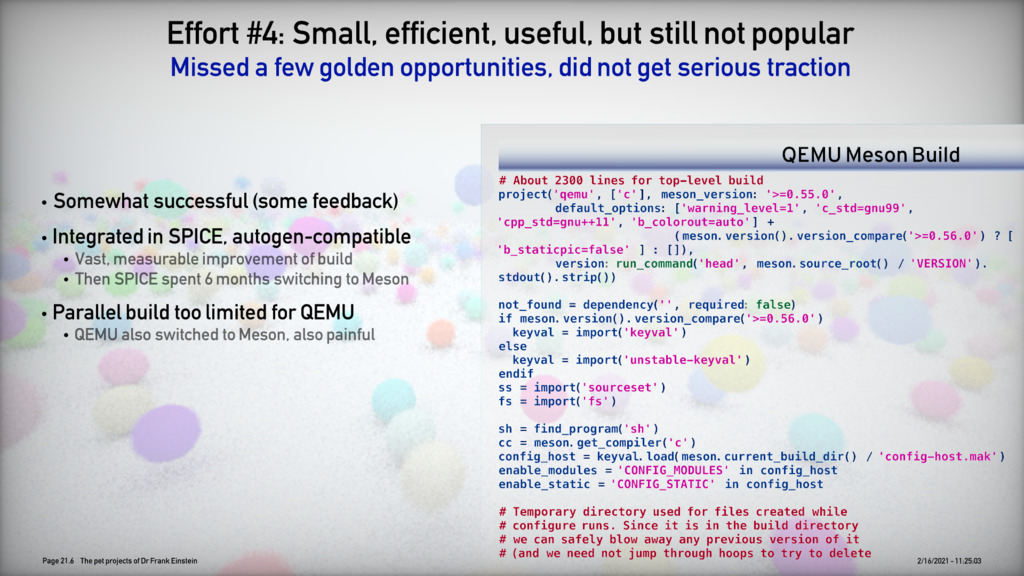 Effort #4: Small, efficient, useful, but still not popular
Missed a few golden opportunities, did not get serious traction
• Somewhat successful (some feedback)
• Integrated in SPICE, autogen-compatible
• Vast, measurable improvement of build
• Then SPICE spent 6 months switching to Meson
• Parallel build too limited for QEMU
• QEMU also switched to Meson, also painful
QEMU Meson Build
# About 2300 lines for top-level build
project('qemu', ['c'], meson_version: '>=0.55.0',
        default_options: ['warning_level=1', 'c_std=gnu99',
'cpp_std=gnu++11', 'b_colorout=auto'] +
                         (meson.version().version_compare('>=0.56.0') ? [
'b_staticpic=false' ] : []),
        version: run_command('head', meson.source_root() / 'VERSION').
stdout().strip())
not_found = dependency('', required: false)
if meson.version().version_compare('>=0.56.0')
  keyval = import('keyval')
else
  keyval = import('unstable-keyval')
endif
ss = import('sourceset')
fs = import('fs')
sh = find_program('sh')
cc = meson.get_compiler('c')
config_host = keyval.load(meson.current_build_dir() / 'config-host.mak')
enable_modules = 'CONFIG_MODULES' in config_host
enable_static = 'CONFIG_STATIC' in config_host
# Temporary directory used for files created while
# configure runs. Since it is in the build directory
# we can safely blow away any previous version of it
# (and we need not jump through hoops to try to delete
Page 21.6 The pet projects of Dr Frank Einstein
2/16/2021 - 11:25.03